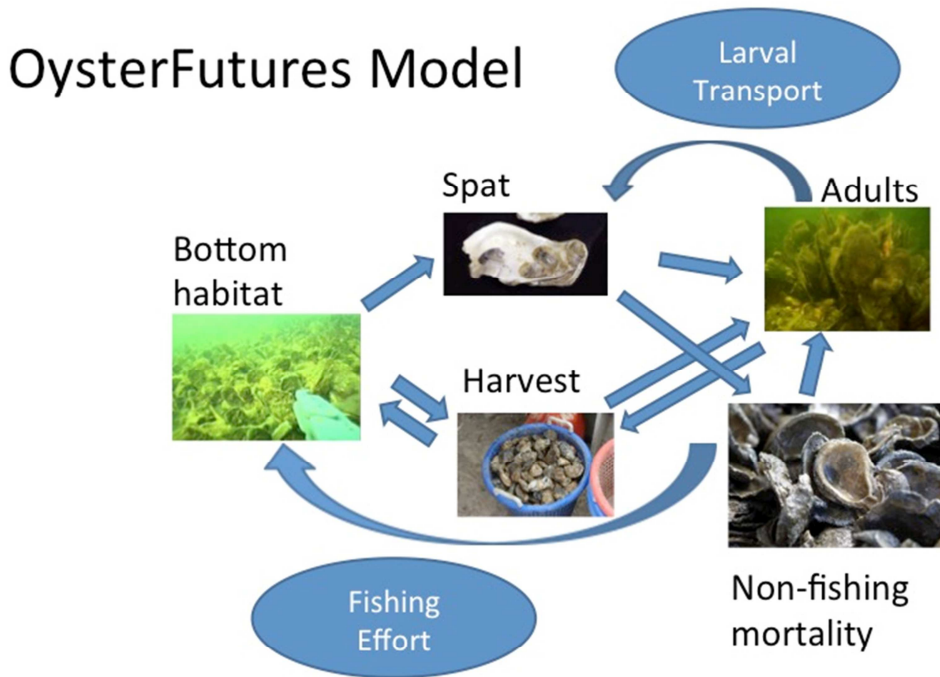 OysterFutures Model
Larval
Transport
Spat
Adults
Bottom
habitat
Harvest
Fishing
Effort
Non-fishing
mortality